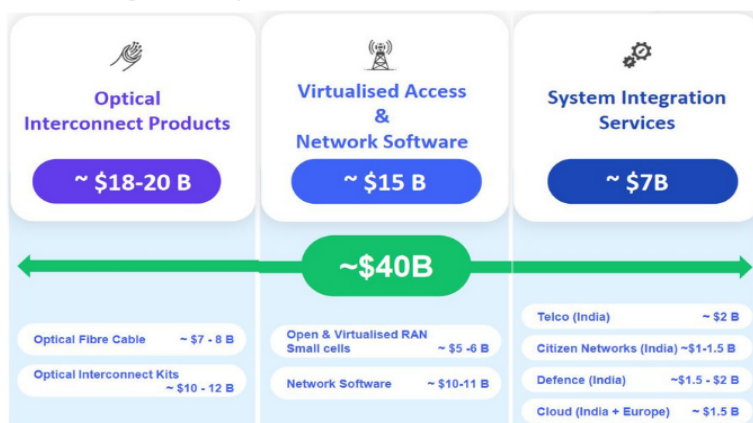 Optical
Interconnect Products
~ $18-20 B
Virtualised Access
&
Network Software
~ $15 B
System Integration
Services
~ $7B
~$40B
Optical Fibre Cable ~ $7 - 8 B
Optical Interconnect Kits
~ $10 - 12 B
Open & Virtualised RAN
Small cells ~ $5 -6 B
Network Software ~ $10-11 B
Telco (India) ~ $2 B
Citizen Networks (India) ~$1-1.5 B
Defence (India) ~$1.5 - $2 B
Cloud (India + Europe) ~ $1.5 B